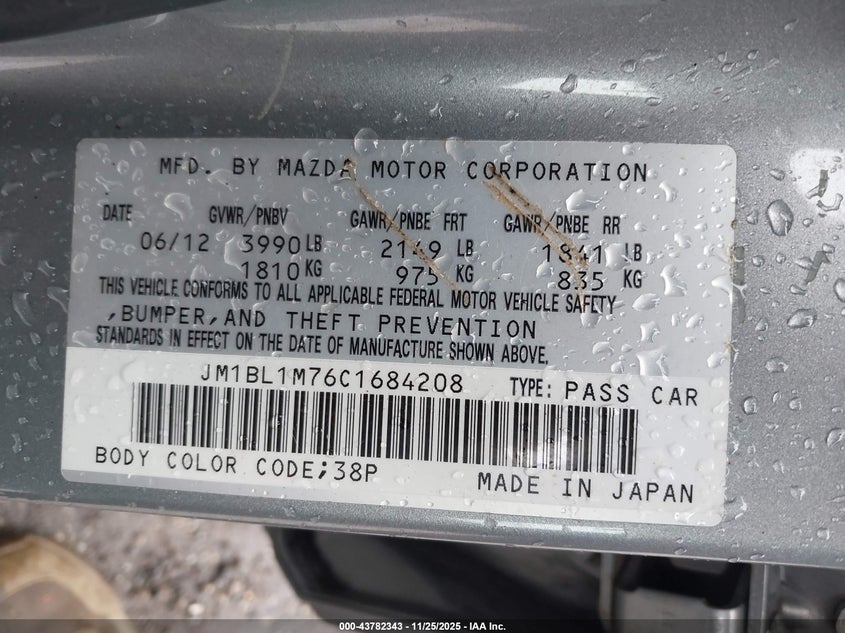 MFD. BY MAZDA MOTOR CORPORATION
DATE GVWR/PNBV GAWR/PNBE FRT GAWR/PNBE RR
06/12 3990 LB 2149 LB 1841 LB
1810 KG 975 KG 835 KG
THIS VEHICLE CONFORMS TO ALL APPLICABLE FEDERAL MOTOR VEHICLE SAFETY
,BUMPER,AND THEFT PREVENTION
STANDARDS IN EFFECT ON THE DATE OF MANUFACTURE SHOWN ABOVE.
JM1BL1M76C1684208 TYPE: PASS CAR
BODY COLOR CODE;38P MADE IN JAPAN
000-43782343 - 11/25/2025 - IAA Inc.